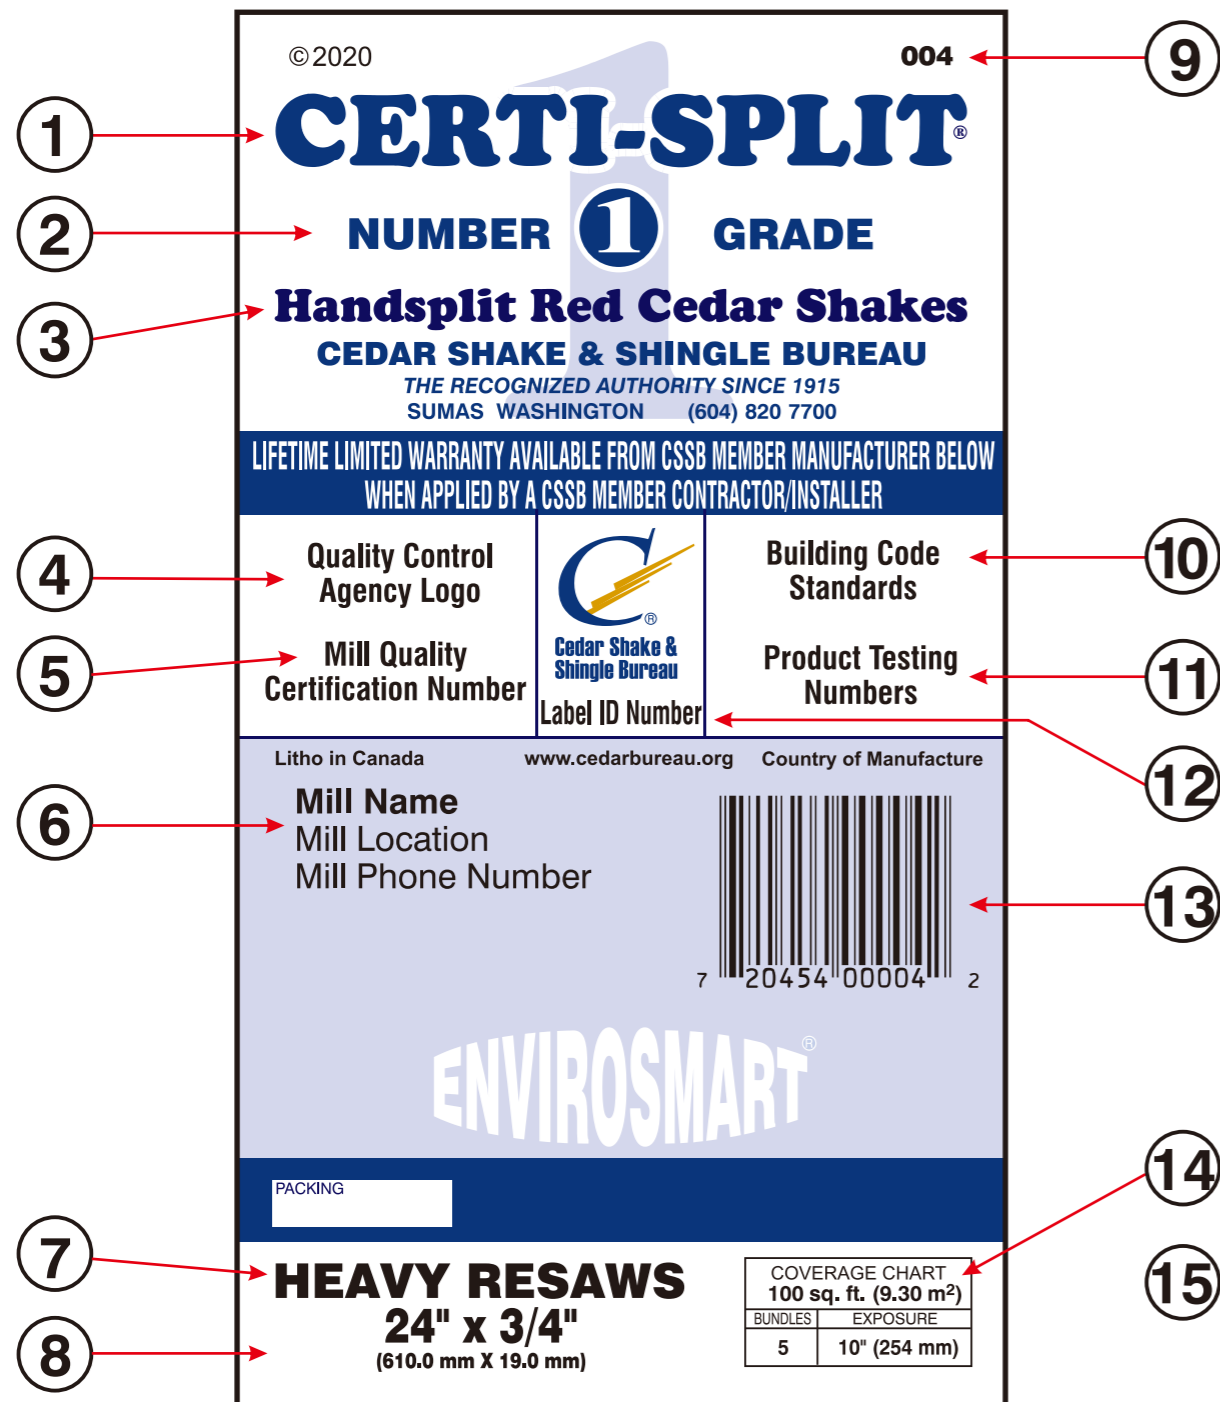 ©2020 004 9
1 CERTI-SPLIT®
2 NUMBER 1 GRADE
3 Handsplit Red Cedar Shakes
CEDAR SHAKE & SHINGLE BUREAU
THE RECOGNIZED AUTHORITY SINCE 1915
SUMAS WASHINGTON (604) 820 7700
LIFETIME LIMITED WARRANTY AVAILABLE FROM CSSB MEMBER MANUFACTURER BELOW
WHEN APPLIED BY A CSSB MEMBER CONTRACTOR/INSTALLER
4 Quality Control
Agency Logo
5 Mill Quality
Certification Number
C®
Cedar Shake &
Shingle Bureau
Label ID Number
Building Code
Standards
10
Product Testing
Numbers
11
12
Litho in Canada www.cedarbureau.org Country of Manufacture
6 Mill Name
Mill Location
Mill Phone Number
13
7 20454 00004 2
ENVIROSMART®
PACKING
7 HEAVY RESAWS
24" x 3/4"
8 (610.0 mm X 19.0 mm)
14
COVERAGE CHART
100 sq. ft. (9.30 m²)
BUNDLES EXPOSURE
5 10" (254 mm)
15